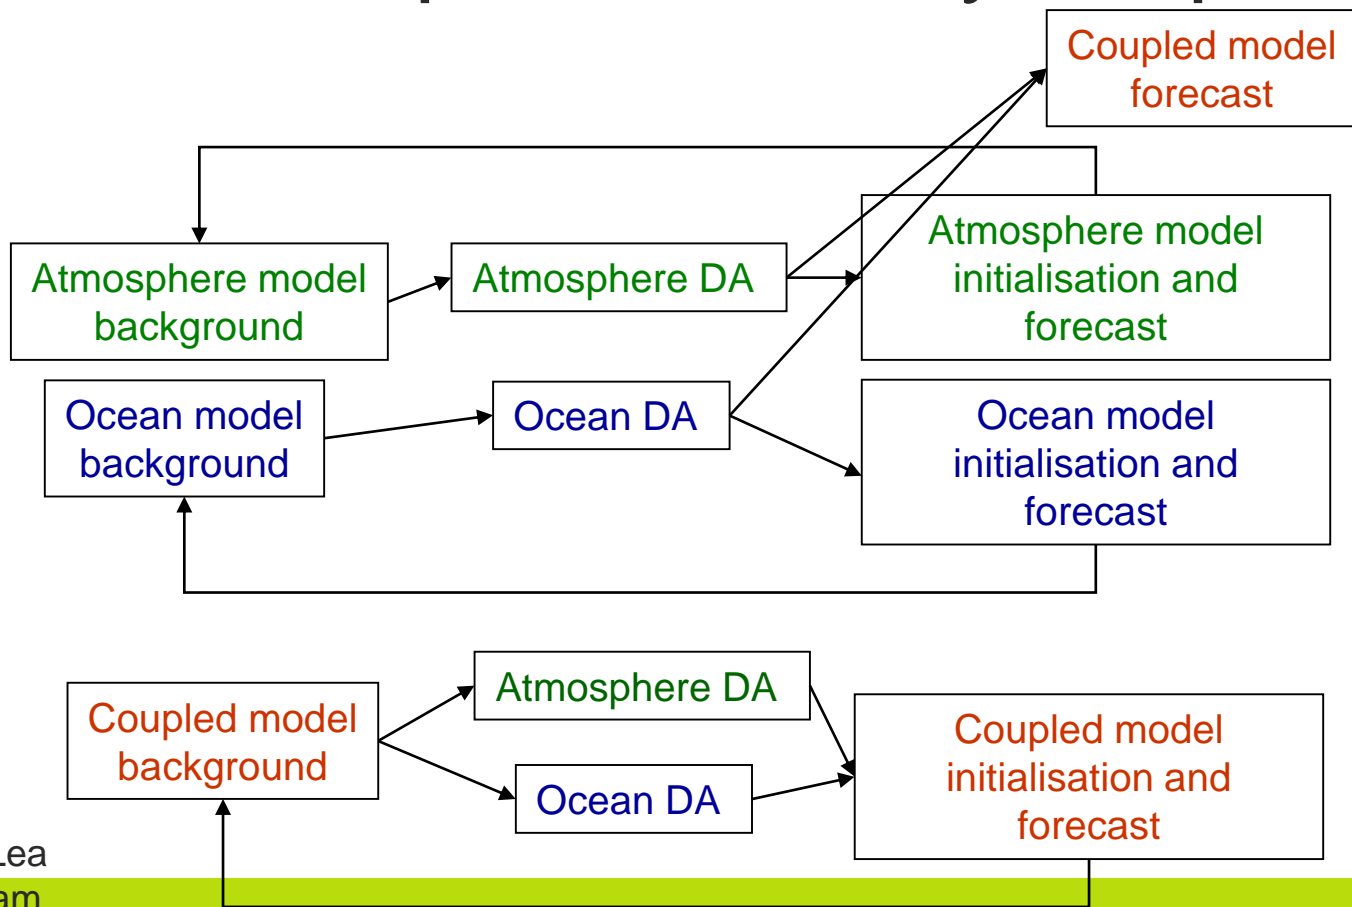 Coupled model
forecast
Atmosphere model
initialisation and
forecast
Atmosphere model
background
Atmosphere DA
Ocean model
background
Ocean DA
Ocean model
initialisation and
forecast
Coupled model
background
Atmosphere DA
Ocean DA
Coupled model
initialisation and
forecast
Lea